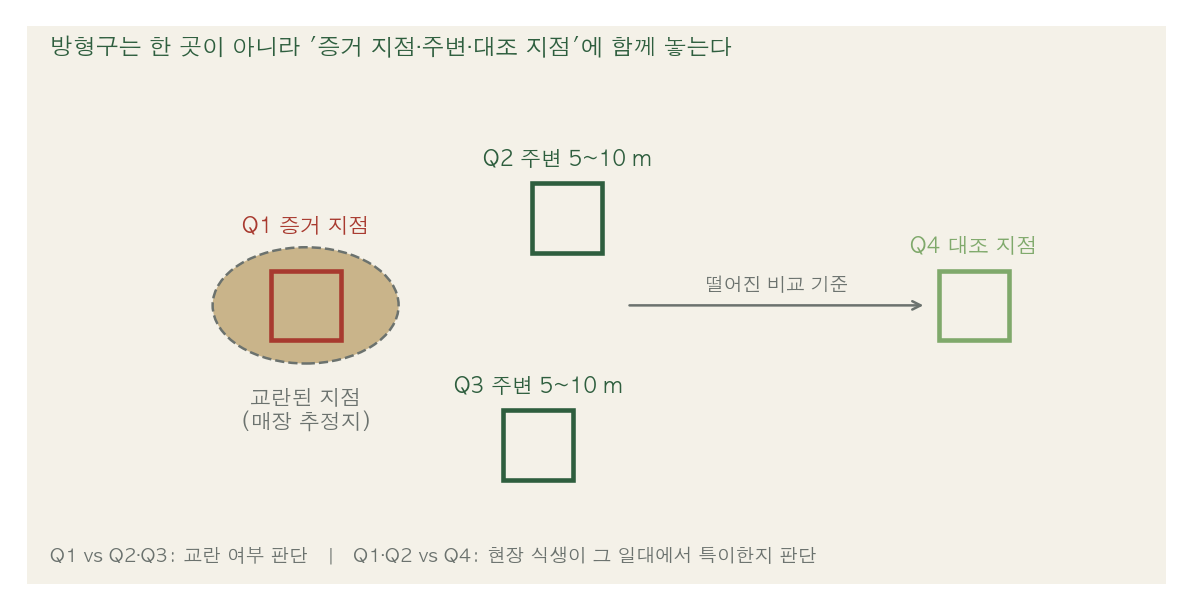 방형구는 한 곳이 아니라 '증거 지점·주변·대조 지점'에 함께 놓는다
Q2 주변 5~10 m
Q1 증거 지점
Q4 대조 지점
떨어진 비교 기준
Q3 주변 5~10 m
교란된 지점
(매장 추정지)
Q1 vs Q2·Q3: 교란 여부 판단 | Q1·Q2 vs Q4: 현장 식생이 그 일대에서 특이한지 판단